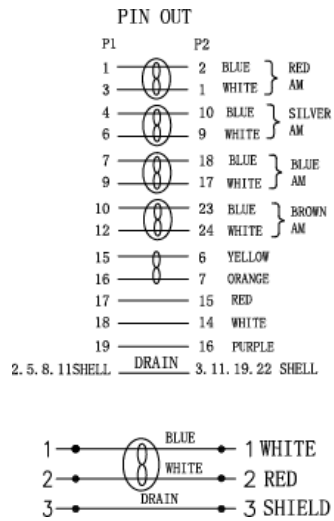 PIN OUT
P1 P2
1 2 BLUE RED
3 1 WHITE AM
4 10 BLUE SILVER
6 9 WHITE AM
7 18 BLUE BLUE
9 17 WHITE AM
10 23 BLUE BROWN
12 24 WHITE AM
15 6 YELLOW
16 7 ORANGE
17 15 RED
18 14 WHITE
19 16 PURPLE
2.5.8.11SHELL DRAIN 3.11.19.22 SHELL
1 BLUE 1 WHITE
2 WHITE 2 RED
3 DRAIN 3 SHIELD